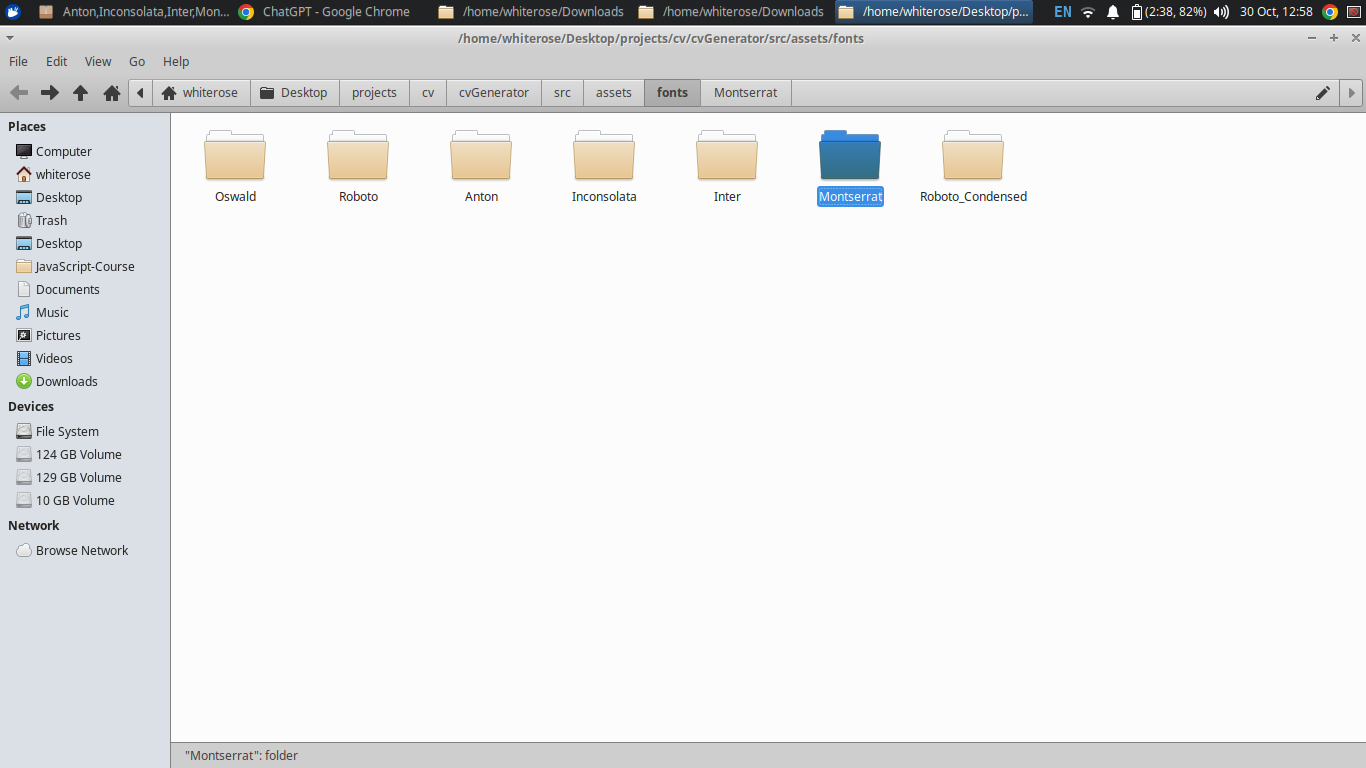 Anton,Inconsolata,Inter,Mon... ChatGPT - Google Chrome /home/whiterose/Downloads /home/whiterose/Downloads /home/whiterose/Desktop/p... EN (2:38, 82%) 30 Oct, 12:58
/home/whiterose/Desktop/projects/cv/cvGenerator/src/assets/fonts
File Edit View Go Help
whiterose Desktop projects cv cvGenerator src assets fonts Montserrat
Places
Computer
whiterose
Desktop
Trash
Desktop
JavaScript-Course
Documents
Music
Pictures
Videos
Downloads
Devices
File System
124 GB Volume
129 GB Volume
10 GB Volume
Network
Browse Network
Oswald Roboto Anton Inconsolata Inter Montserrat Roboto_Condensed
"Montserrat": folder